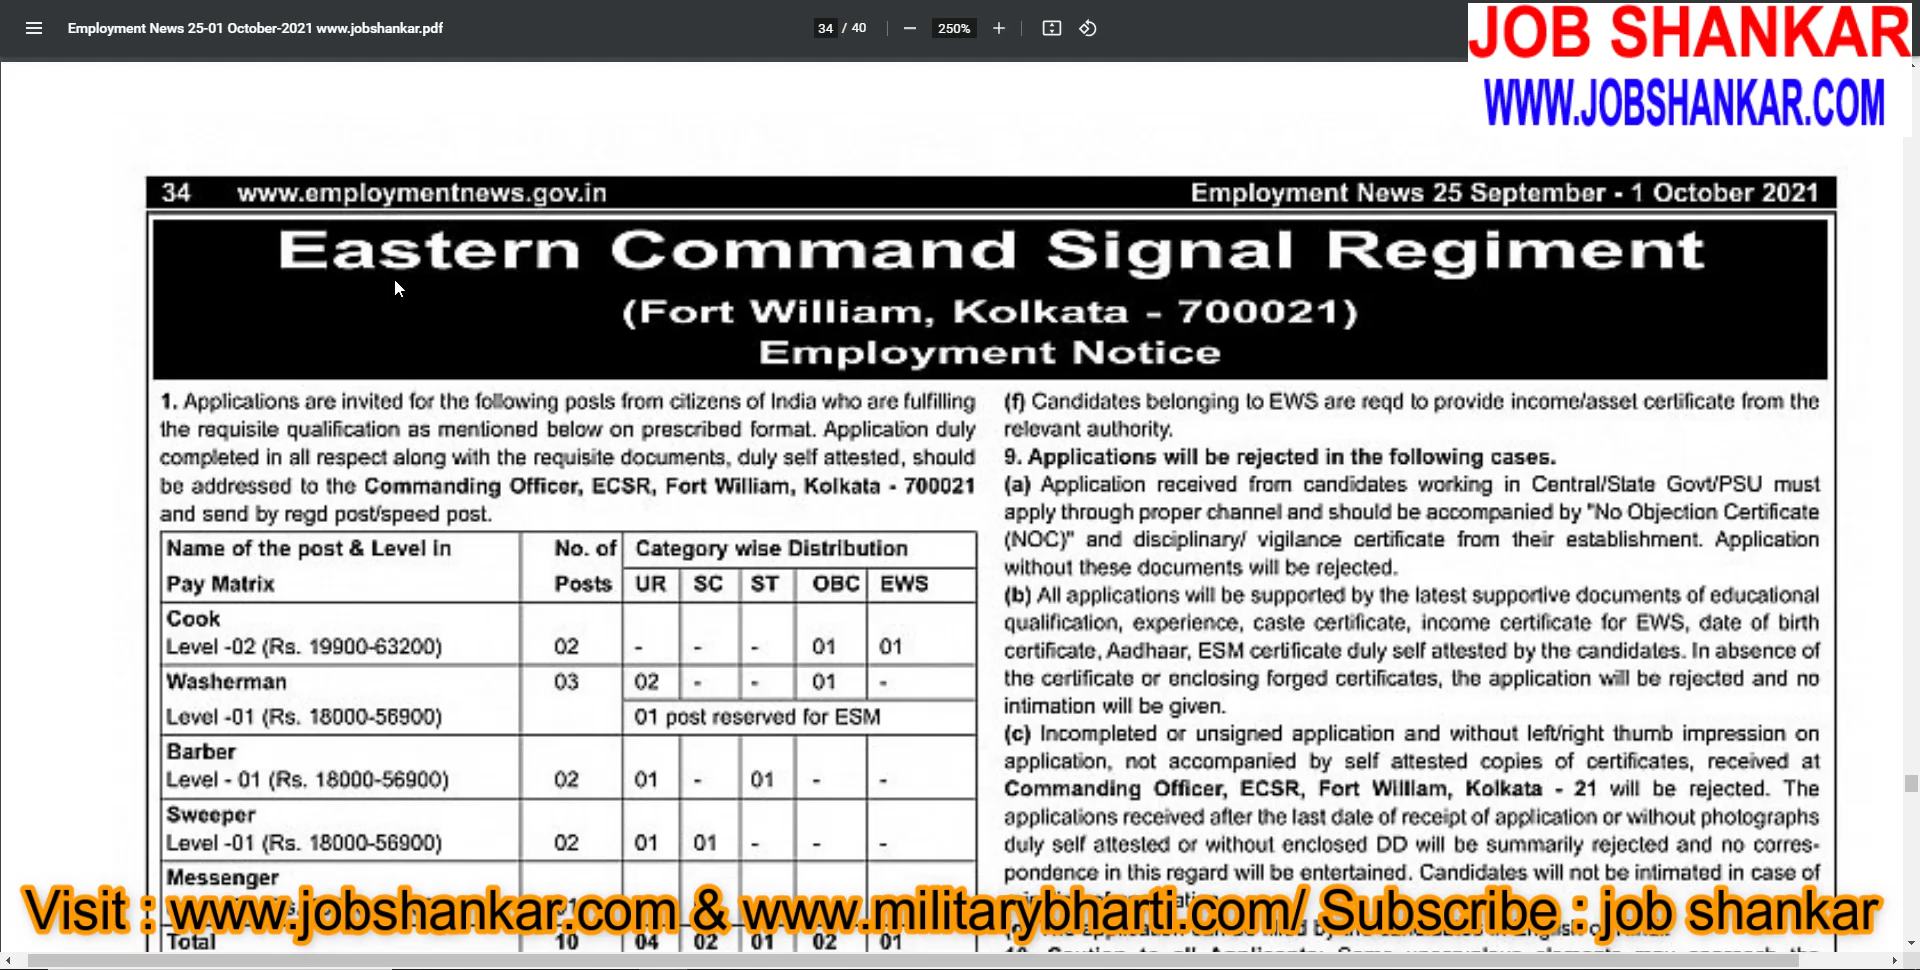 Employment News 25-01 October-2021 www.jobshankar.pdf
34 / 40
250%
JOB SHANKAR
WWW.JOBSHANKAR.COM
34 www.employmentnews.gov.in Employment News 25 September - 1 October 2021
Eastern Command Signal Regiment
(Fort William, Kolkata - 700021)
Employment Notice
1. Applications are invited for the following posts from citizens of India who are fulfilling
the requisite qualification as mentioned below on prescribed format. Application duly
completed in all respect along with the requisite documents, duly self attested, should
be addressed to the Commanding Officer, ECSR, Fort William, Kolkata - 700021
and send by regd post/speed post.
Name of the post & Level in No. of Category wise Distribution
Pay Matrix Posts UR SC ST OBC EWS
Cook
Level -02 (Rs. 19900-63200) 02 - - - 01 01
Washerman 03 02 - - 01 -
Level -01 (Rs. 18000-56900) 01 post reserved for ESM
Barber
Level - 01 (Rs. 18000-56900) 02 01 - 01 - -
Sweeper
Level -01 (Rs. 18000-56900) 02 01 01 - - -
Messenger
Total 10 04 02 01 02 01
(f) Candidates belonging to EWS are reqd to provide income/asset certificate from the
relevant authority.
9. Applications will be rejected in the following cases.
(a) Application received from candidates working in Central/State Govt/PSU must
apply through proper channel and should be accompanied by "No Objection Certificate
(NOC)" and disciplinary/ vigilance certificate from their establishment. Application
without these documents will be rejected.
(b) All applications will be supported by the latest supportive documents of educational
qualification, experience, caste certificate, income certificate for EWS, date of birth
certificate, Aadhaar, ESM certificate duly self attested by the candidates. In absence of
the certificate or enclosing forged certificates, the application will be rejected and no
intimation will be given.
(c) Incompleted or unsigned application and without left/right thumb impression on
application, not accompanied by self attested copies of certificates, received at
Commanding Officer, ECSR, Fort William, Kolkata - 21 will be rejected. The
applications received after the last date of receipt of application or without photographs
duly self attested or without enclosed DD will be summarily rejected and no corres-
pondence in this regard will be entertained. Candidates will not be intimated in case of
Visit : www.jobshankar.com & www.militarybharti.com/ Subscribe : job shankar